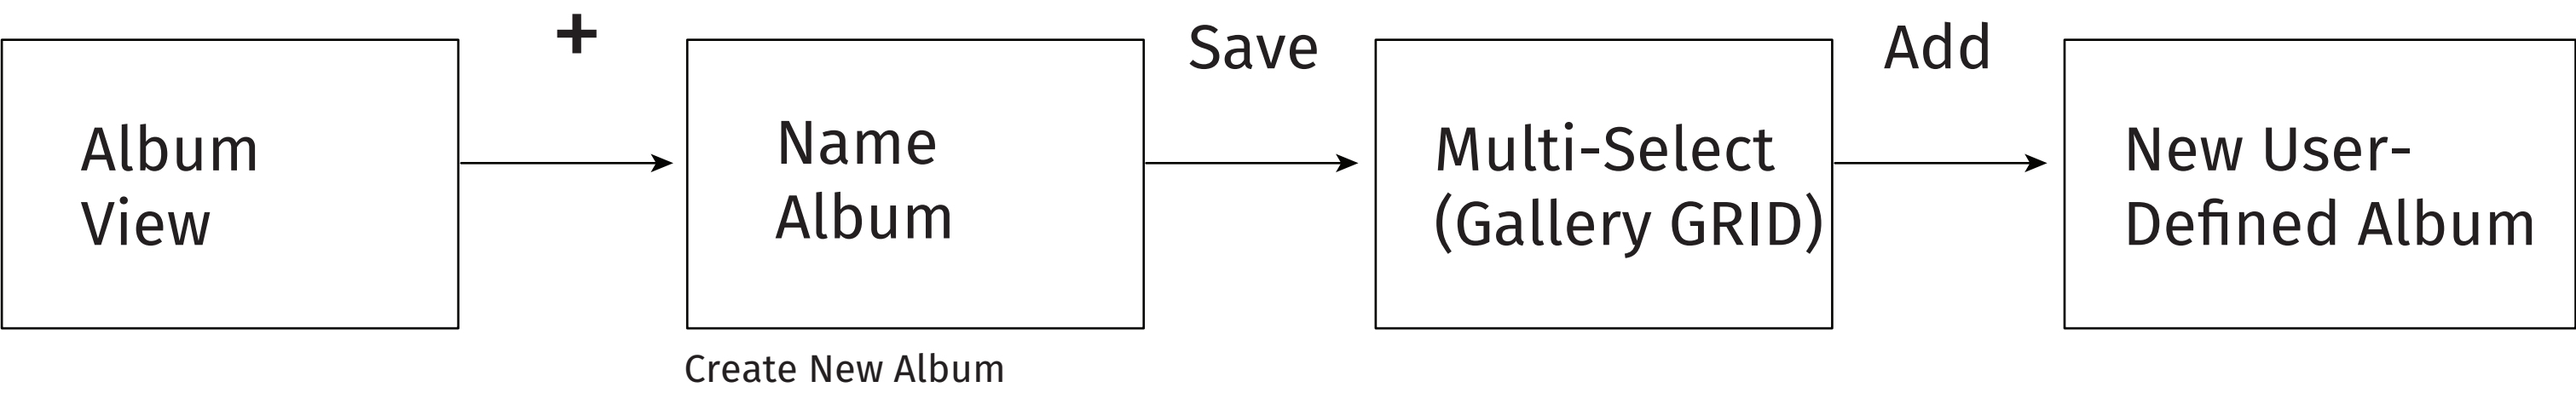 Album
View
+
Name
Album
Create New Album
Save
Multi-Select
(Gallery GRID)
Add
New User-
Defined Album